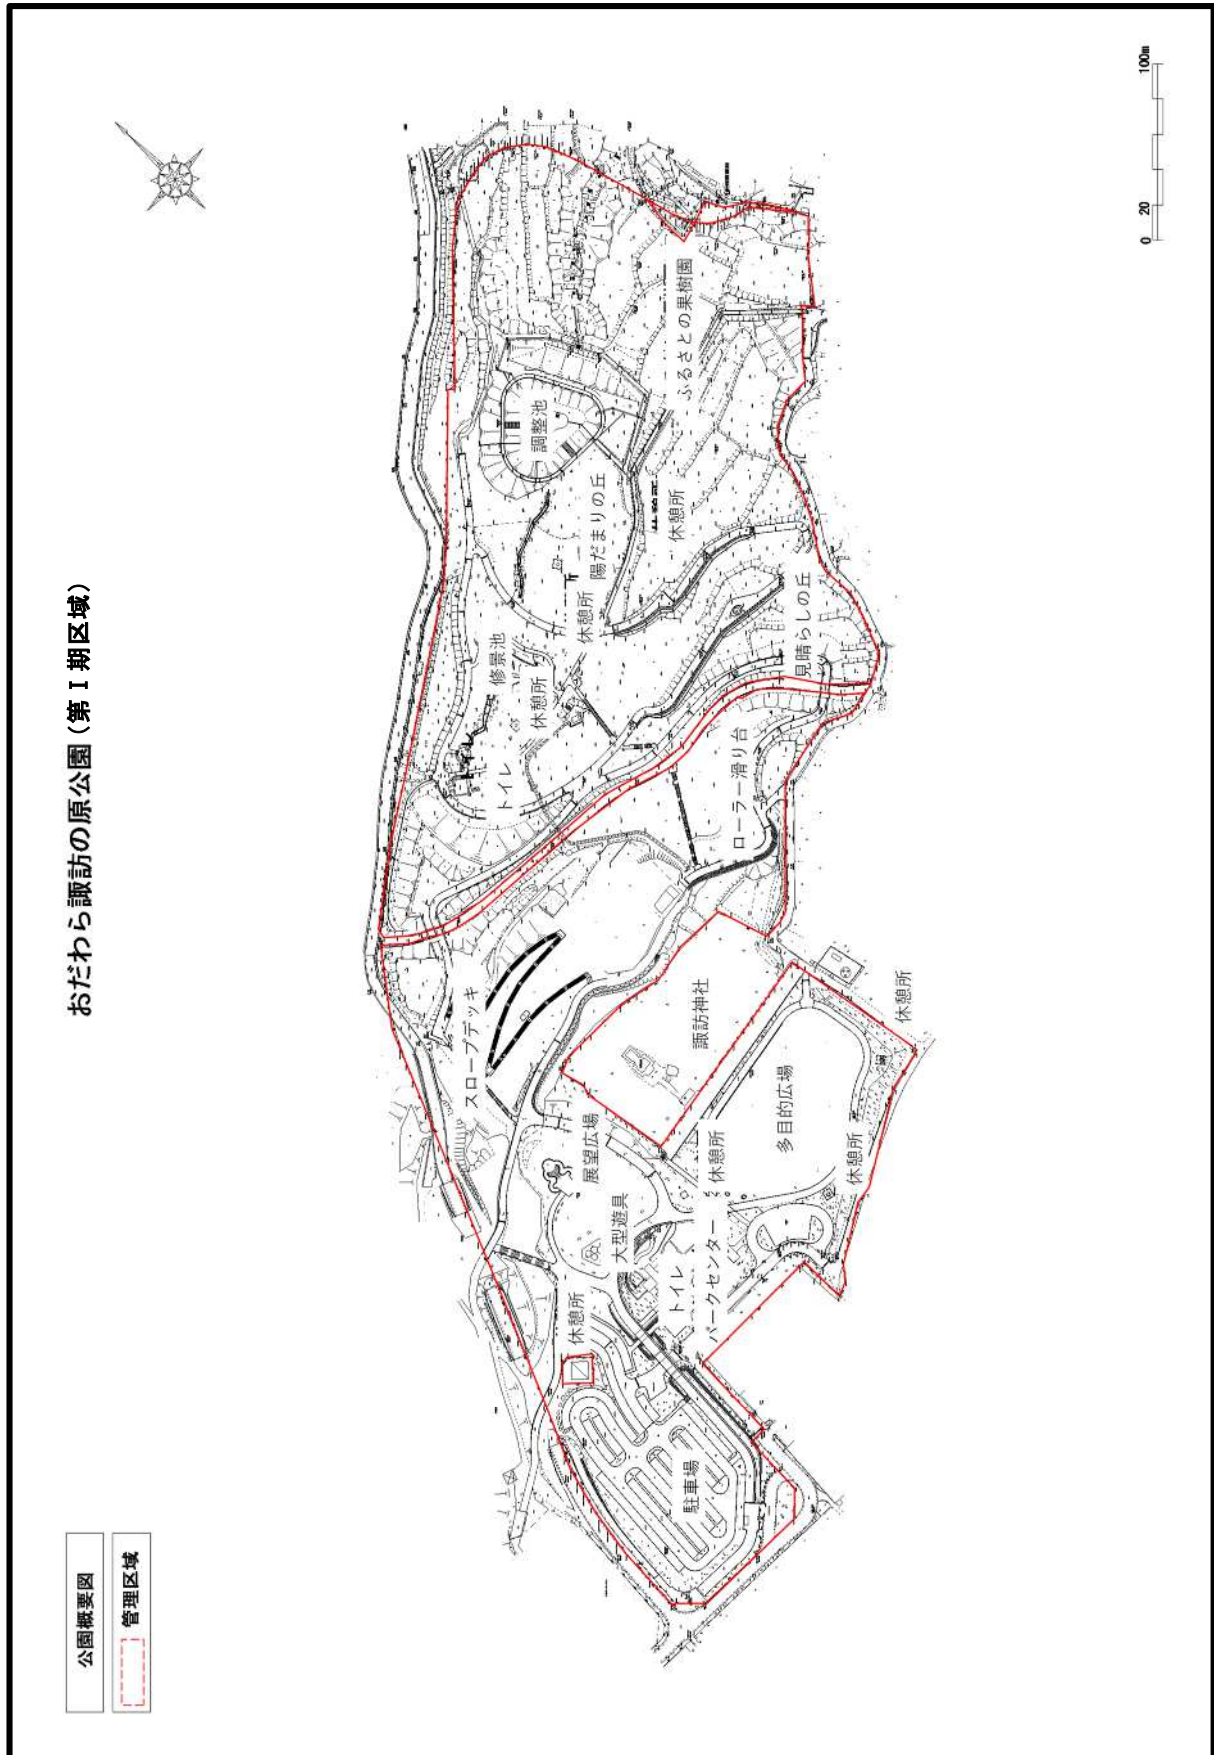 公園概要図
管理区域
おだわら諏訪の原公園（第Ⅰ期区域）
スロープデッキ
トイレ
修景池
休憩所
休憩所
陽だまりの丘
調整池
休憩所
ふるさとの果樹園
見晴らしの丘
ローラー滑り台
休憩所
展望広場
大型遊具
諏訪神社
トイレ
パークセンター
休憩所
多目的広場
休憩所
休憩所
駐車場
0 20 100m